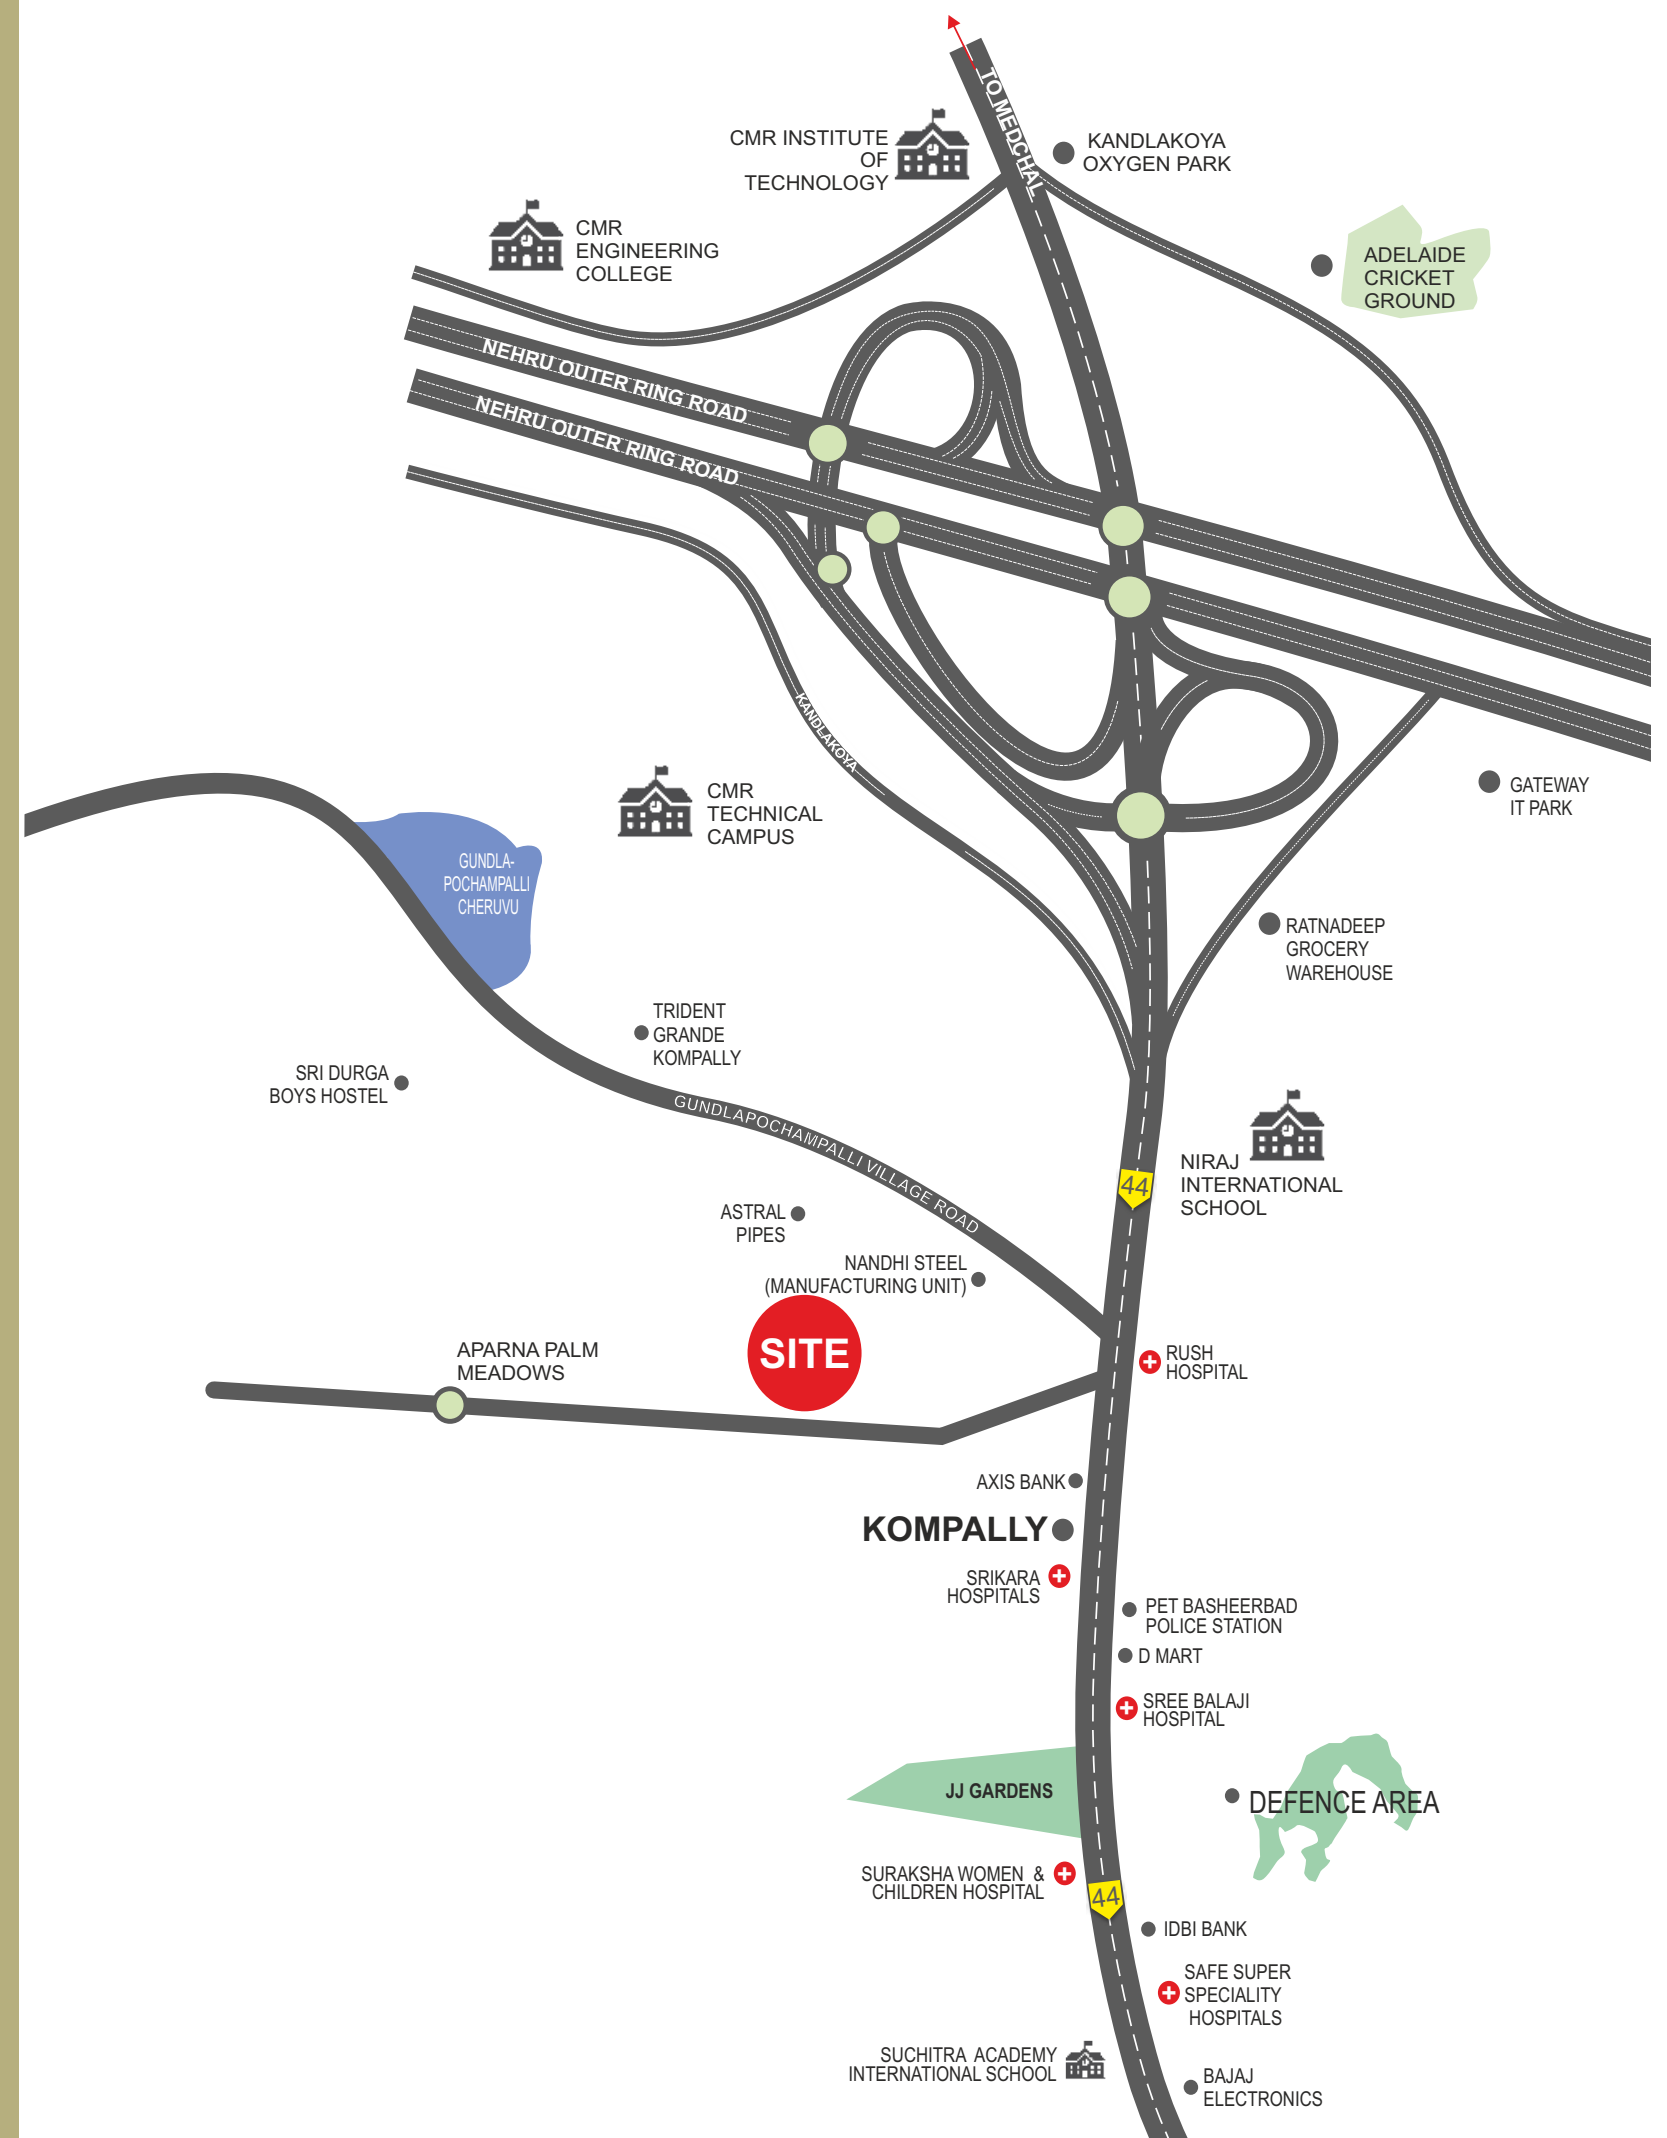 TO MEDCHAL
CMR INSTITUTE
OF
TECHNOLOGY
KANDLAKOYA
OXYGEN PARK
CMR
ENGINEERING
COLLEGE
ADELAIDE
CRICKET
GROUND
NEHRU OUTER RING ROAD
NEHRU OUTER RING ROAD
KANDLAKOYA
CMR
TECHNICAL
CAMPUS
GATEWAY
IT PARK
GUNDLA-
POCHAMPALLI
CHERUVU
RATNADEEP
GROCERY
WAREHOUSE
TRIDENT
GRANDE
KOMPALLY
SRI DURGA
BOYS HOSTEL
GUNDLAPOCHAMPALLI VILLAGE ROAD
NIRAJ
INTERNATIONAL
SCHOOL
44
ASTRAL
PIPES
NANDHI STEEL
(MANUFACTURING UNIT)
SITE
APARNA PALM
MEADOWS
RUSH
HOSPITAL
AXIS BANK
KOMPALLY
SRIKARA
HOSPITALS
PET BASHEERBAD
POLICE STATION
D MART
SREE BALAJI
HOSPITAL
JJ GARDENS
DEFENCE AREA
SURAKSHA WOMEN &
CHILDREN HOSPITAL
44
IDBI BANK
SAFE SUPER
SPECIALITY
HOSPITALS
SUCHITRA ACADEMY
INTERNATIONAL SCHOOL
BAJAJ
ELECTRONICS